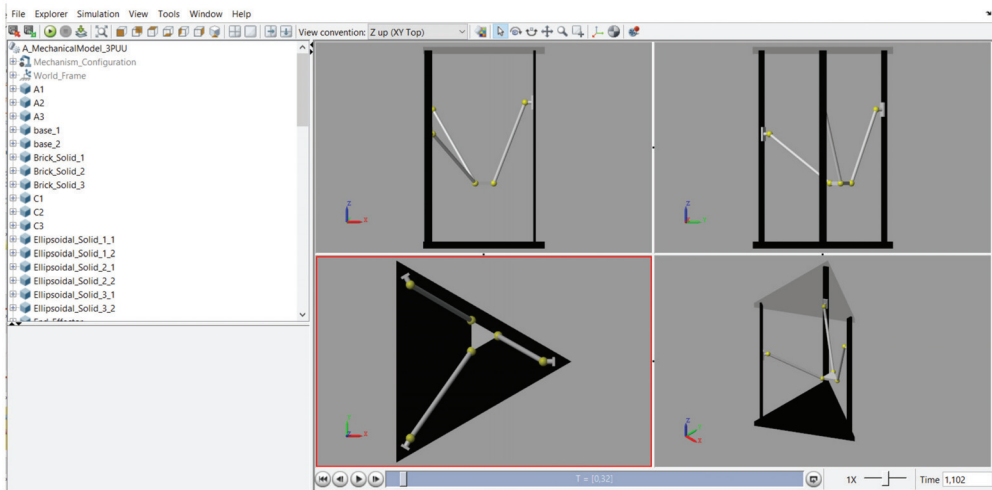 File Explorer Simulation View Tools Window Help
View convention: Z up (XY Top)
A_MechanicalModel_3PUU
Mechanism_Configuration
World_Frame
A1
A2
A3
base_1
base_2
Brick_Solid_1
Brick_Solid_2
Brick_Solid_3
C1
C2
C3
Ellipsoidal_Solid_1_1
Ellipsoidal_Solid_1_2
Ellipsoidal_Solid_2_1
Ellipsoidal_Solid_2_2
Ellipsoidal_Solid_3_1
Ellipsoidal_Solid_3_2
Z
X
Z
Y
Y
X
Z
Y
X
T = [0,32]
1X
Time 1,102